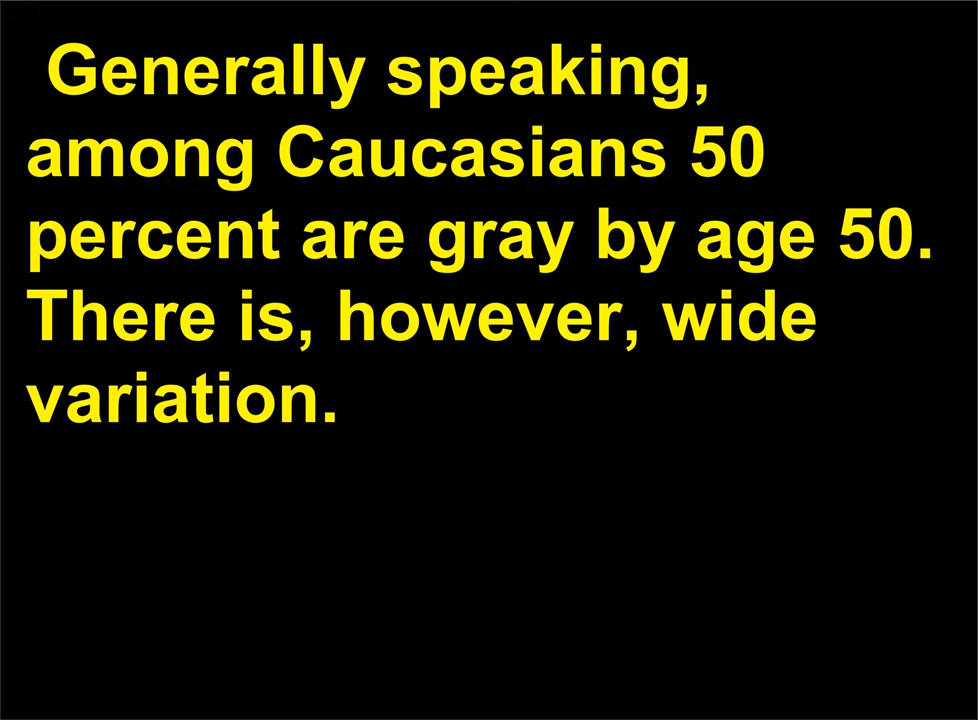 Generally speaking,
among Caucasians 50
percent are gray by age 50.
There is, however, wide
variation.